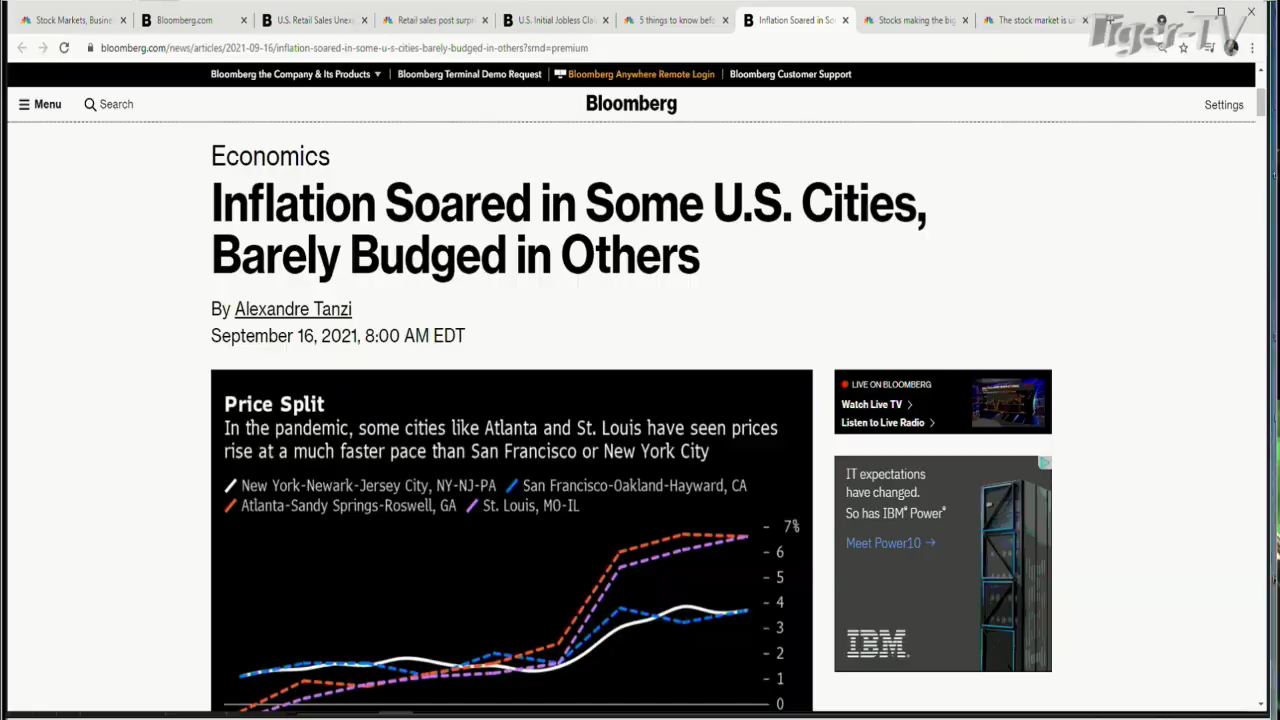 Stock Markets, Busines
Bloomberg.com
U.S. Retail Sales Unex
Retail sales post surpr
U.S. Initial Jobless Clai
5 things to know befo
Inflation Soared in So
Stocks making the big
The stock market is u
Tiger-TV
bloomberg.com/news/articles/2021-09-16/inflation-soared-in-some-u-s-cities-barely-budged-in-others?srnd=premium
Bloomberg the Company & Its Products
Bloomberg Terminal Demo Request
Bloomberg Anywhere Remote Login
Bloomberg Customer Support
Menu
Search
Bloomberg
Settings
Economics
Inflation Soared in Some U.S. Cities,
Barely Budged in Others
By Alexandre Tanzi
September 16, 2021, 8:00 AM EDT
Price Split
In the pandemic, some cities like Atlanta and St. Louis have seen prices
rise at a much faster pace than San Francisco or New York City
New York-Newark-Jersey City, NY-NJ-PA
San Francisco-Oakland-Hayward, CA
Atlanta-Sandy Springs-Roswell, GA
St. Louis, MO-IL
7%
6
5
4
3
2
1
0
LIVE ON BLOOMBERG
Watch Live TV
Listen to Live Radio
IT expectations
have changed.
So has IBM® Power®
Meet Power10 →
IBM